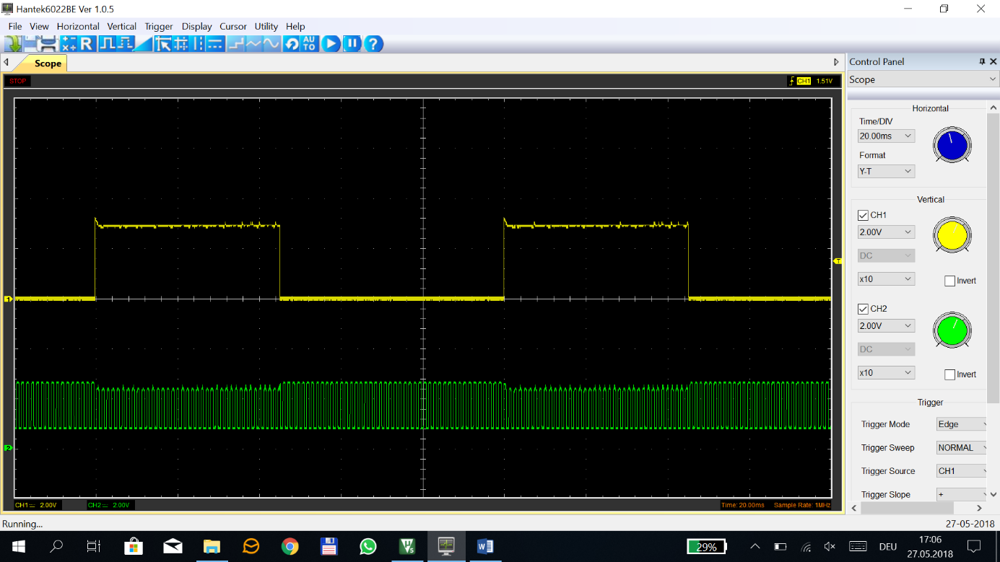 Hantek6022BE Ver 1.0.5
File View Horizontal Vertical Trigger Display Cursor Utility Help
R AU TO ?
Scope
Control Panel
STOP
CH1 1.51V
Scope
Horizontal
Time/DIV
20.00ms
Format
Y-T
Vertical
CH1
2.00V
DC
x10
Invert
CH2
2.00V
DC
x10
Invert
Trigger
Trigger Mode Edge
Trigger Sweep NORMAL
Trigger Source CH1
Trigger Slope +
T
1
2
CH1 2.00V CH2 2.00V Time: 20.00ms Sample Rate: 1MHz
Running...
27-05-2018
29% DEU 17:06
27.05.2018